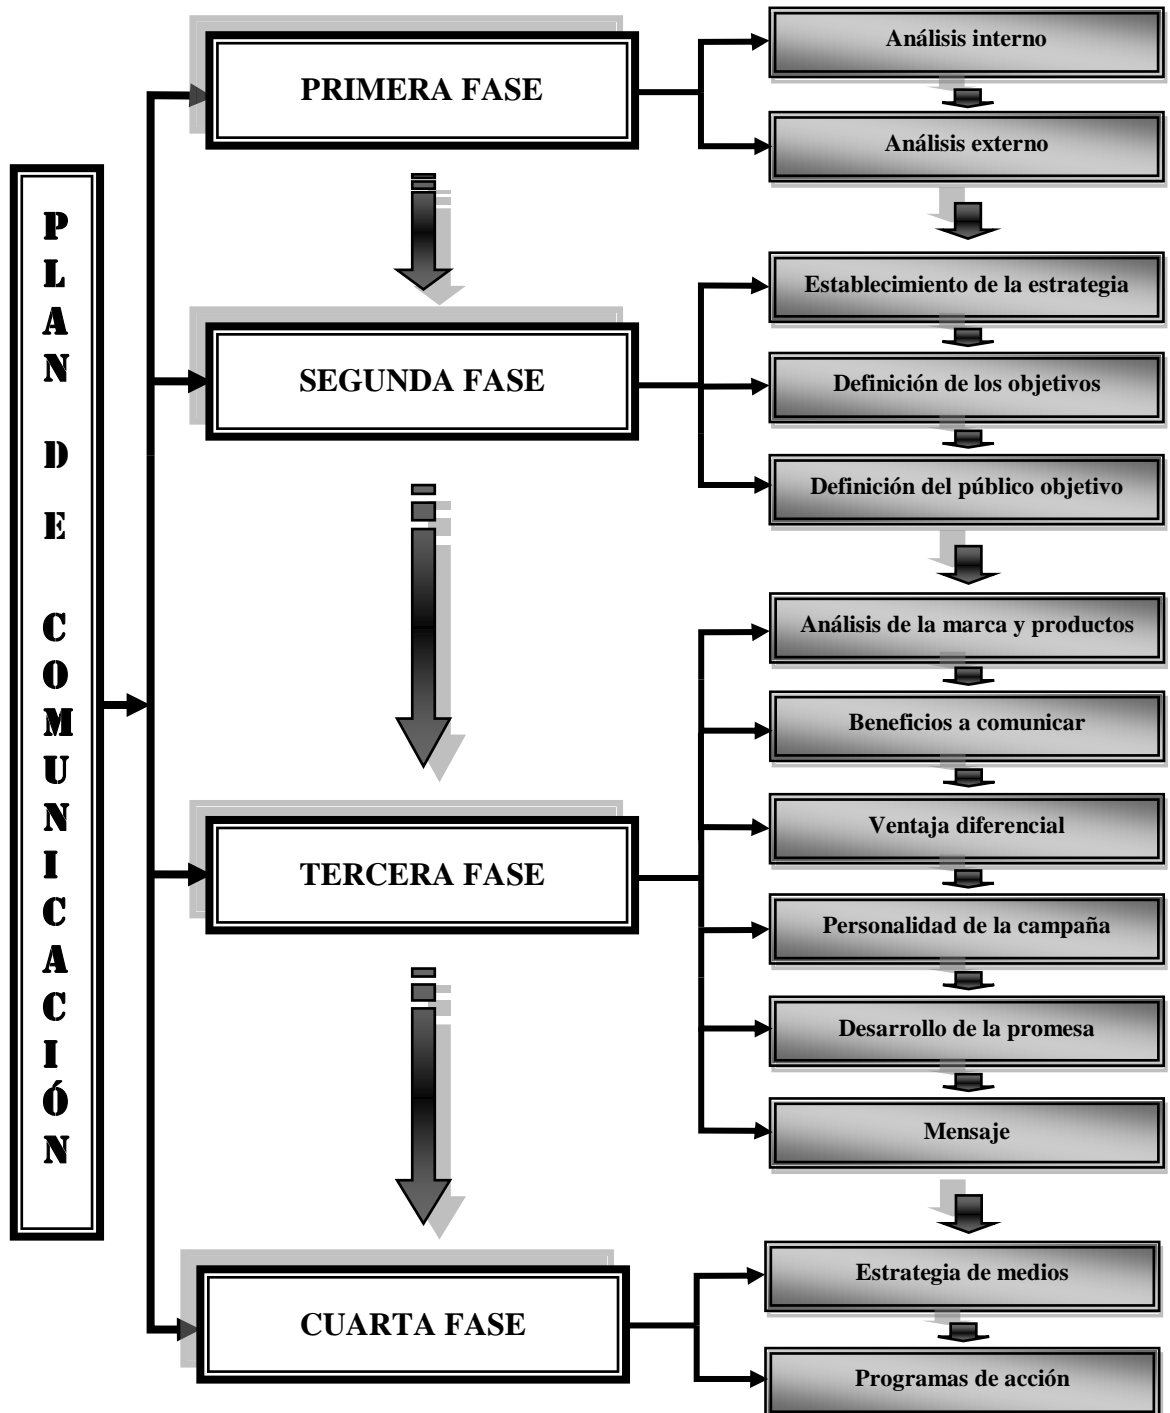 PLAN DE COMUNICACIÓN
PRIMERA FASE
Análisis interno
Análisis externo
SEGUNDA FASE
Establecimiento de la estrategia
Definición de los objetivos
Definición del público objetivo
TERCERA FASE
Análisis de la marca y productos
Beneficios a comunicar
Ventaja diferencial
Personalidad de la campaña
Desarrollo de la promesa
Mensaje
CUARTA FASE
Estrategia de medios
Programas de acción